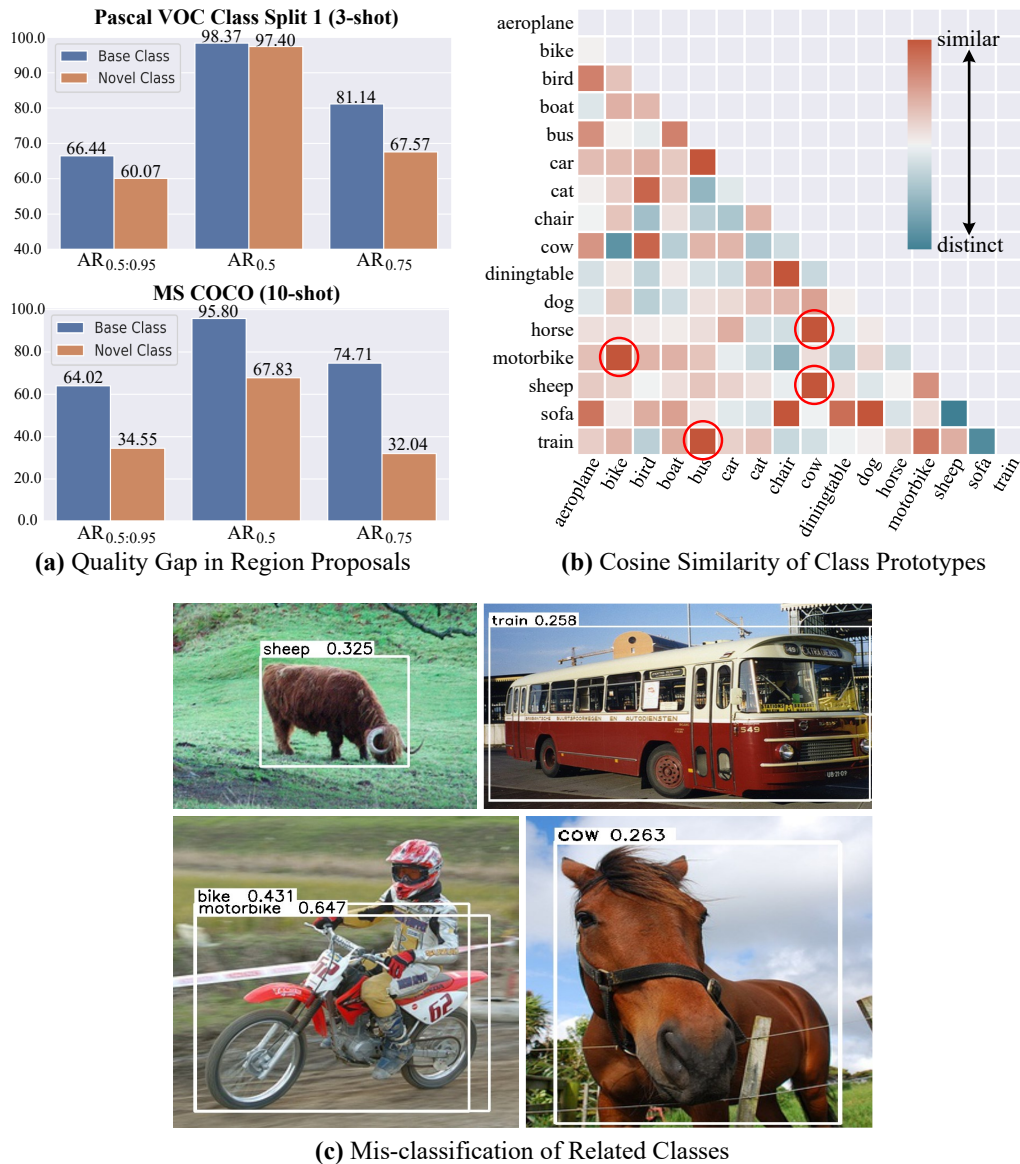 Pascal VOC Class Split 1 (3-shot)
100.0
90.0
80.0
70.0
60.0
50.0
40.0
Base Class
Novel Class
66.44
60.07
98.37
97.40
81.14
67.57
AR0.5:0.95
AR0.5
AR0.75
MS COCO (10-shot)
100.0
80.0
60.0
40.0
20.0
0.0
Base Class
Novel Class
64.02
34.55
95.80
67.83
74.71
32.04
AR0.5:0.95
AR0.5
AR0.75
(a) Quality Gap in Region Proposals
aeroplane
bike
bird
boat
bus
car
cat
chair
cow
diningtable
dog
horse
motorbike
sheep
sofa
train
similar
distinct
aeroplane
bike
bird
boat
bus
car
cat
chair
cow
diningtable
dog
horse
motorbike
sheep
sofa
train
(b) Cosine Similarity of Class Prototypes
sheep 0.325
train 0.258
549
UB-21-09
bike 0.431
motorbike 0.647
62
cow 0.263
(c) Mis-classification of Related Classes